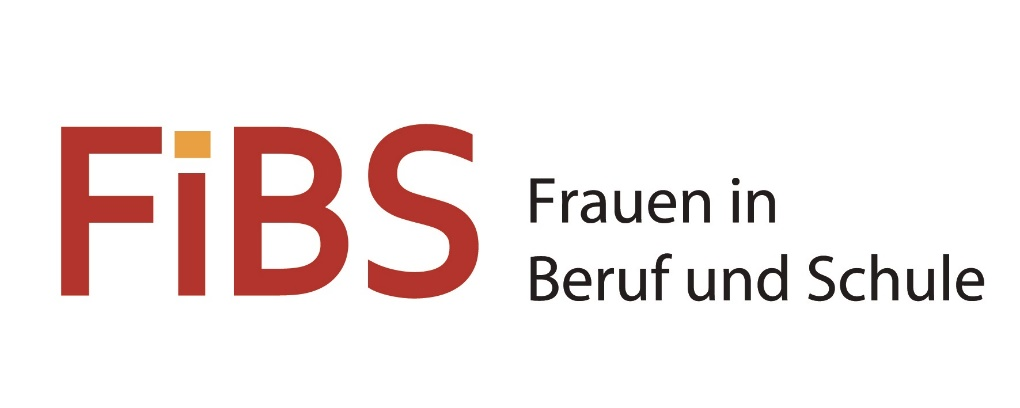 FiBS
Frauen in
Beruf und Schule